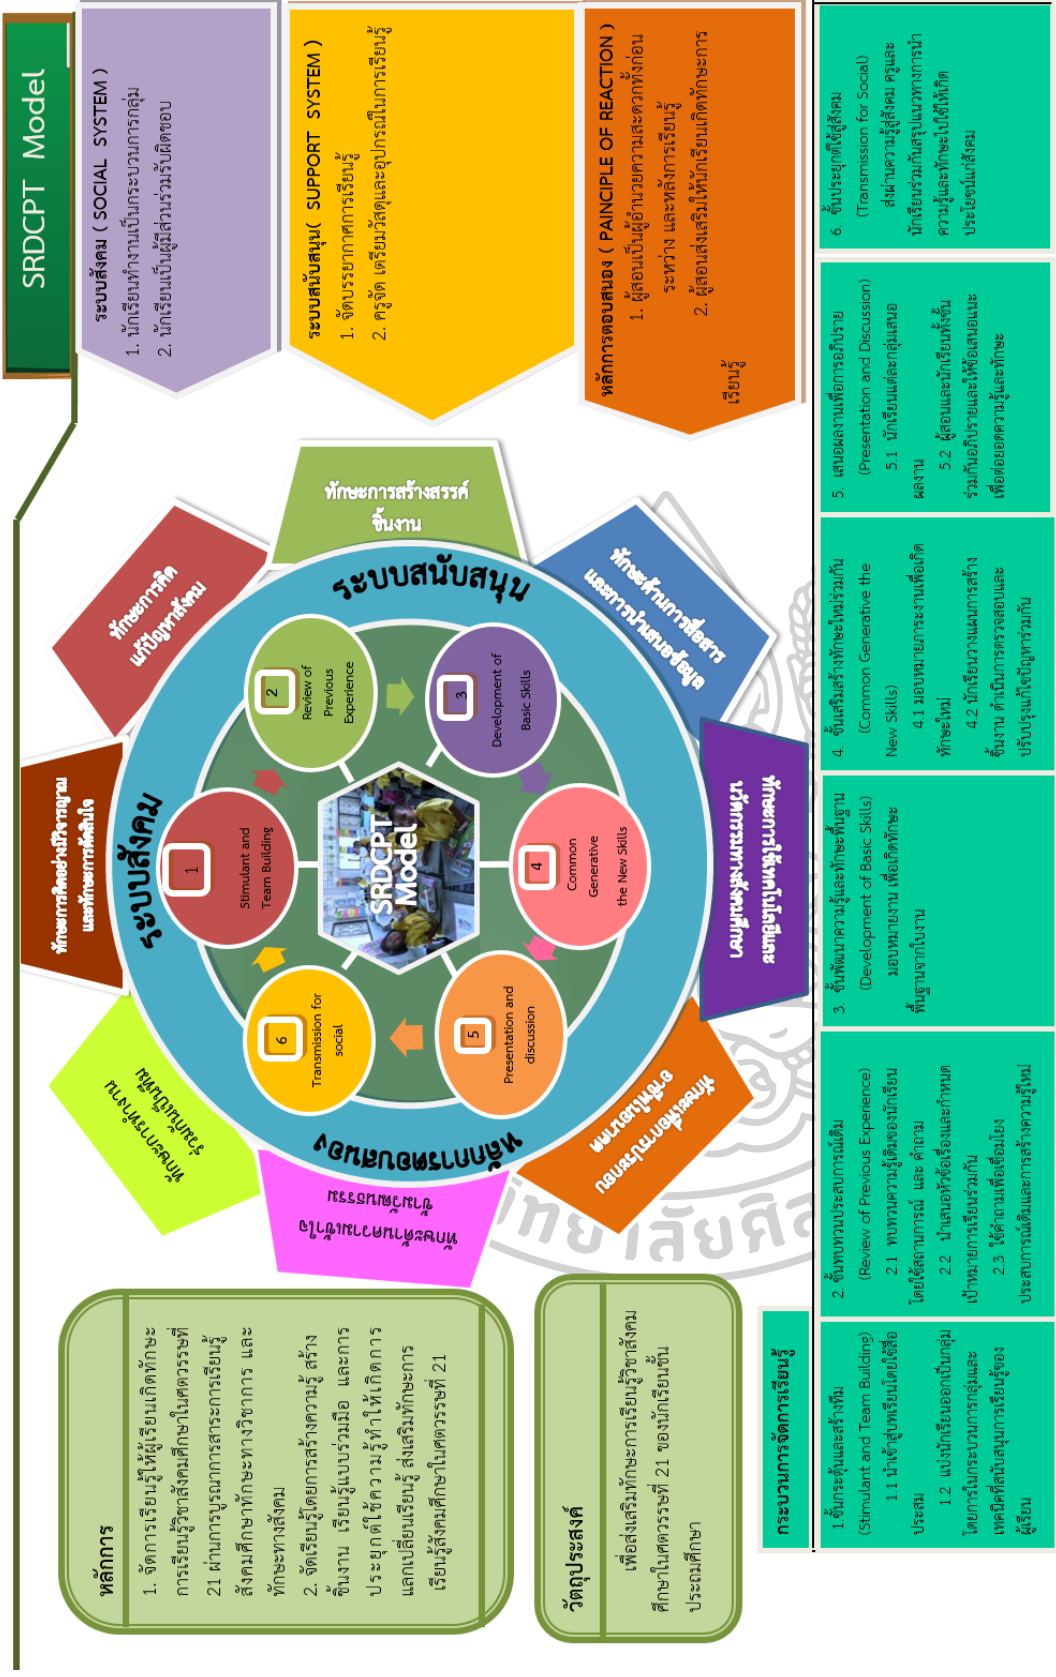 SRDCPT Model
หลักการ
1. จัดการเรียนรู้ให้ผู้เรียนเกิดทักษะ
การเรียนรู้วิชาสังคมศึกษาในศตวรรษที่
21 ผ่านการบูรณาการสาระการเรียนรู้
สังคมศึกษาทักษะทางวิชาการ และ
ทักษะทางสังคม
2. จัดเรียนรู้โดยการสร้างความรู้ สร้าง
ชิ้นงาน เรียนรู้แบบร่วมมือ และการ
ประยุกต์ใช้ความรู้ทำให้เกิดการ
แลกเปลี่ยนเรียนรู้ ส่งเสริมทักษะการ
เรียนรู้สังคมศึกษาในศตวรรษที่ 21
วัตถุประสงค์
เพื่อส่งเสริมทักษะการเรียนรู้วิชาสังคม
ศึกษาในศตวรรษที่ 21 ของนักเรียนชั้น
ประถมศึกษา
ทักษะการคิดอย่างมีวิจารญาณ
และทักษะการตัดสินใจ
ทักษะการคิด
แก้ปัญหาสังคม
ทักษะการสร้างสรรค์
ชิ้นงาน
ทักษะด้านการสื่อสาร
และการนำเสนอข้อมูล
ทักษะการใช้เทคโนโลยีและ
นวัตกรรมทางสังคมศึกษา
ทักษะเพื่อการประกอบ
อาชีพในอนาคต
ทักษะด้านความเข้าใจ
ข้ามวัฒนธรรม
ทักษะการทำงาน
ร่วมกันเป็นทีม
ระบบสังคม
ระบบสนับสนุน
หลักการตอบสนอง
1
Stimulant and
Team Building
2
Review of
Previous
Experience
3
Development of
Basic Skills
4
Common
Generative
the New Skills
5
Presentation and
discussion
6
Transmission for
social
SRDCPT
Model
ระบบสังคม ( SOCIAL SYSTEM )
1. นักเรียนทำงานเป็นกระบวนการกลุ่ม
2. นักเรียนเป็นผู้มีส่วนร่วมรับผิดชอบ
ระบบสนับสนุน( SUPPORT SYSTEM )
1. จัดบรรยากาศการเรียนรู้
2. ครูจัด เตรียมวัสดุและอุปกรณ์ในการเรียนรู้
หลักการตอบสนอง ( PAINCIPLE OF REACTION )
1. ผู้สอนเป็นผู้อำนวยความสะดวกทั้งก่อน
ระหว่าง และหลังการเรียนรู้
2. ผู้สอนส่งเสริมให้นักเรียนเกิดทักษะการ
เรียนรู้
กระบวนการจัดการเรียนรู้
1.ขั้นกระตุ้นและสร้างทีม
(Stimulant and Team Building)
1.1 นำเข้าสู่บทเรียนโดยใช้สื่อ
ประสม
1.2 แบ่งนักเรียนออกเป็นกลุ่ม
โดยการในกระบวนการกลุ่มและ
เทคนิคที่สนับสนุนการเรียนรู้ของ
ผู้เรียน
2. ขั้นทบทวนประสบการณ์เดิม
(Review of Previous Experience)
2.1 ทบทวนความรู้เดิมของนักเรียน
โดยใช้สถานการณ์ และ คำถาม
2.2 นำเสนอหัวข้อเรื่องและกำหนด
เป้าหมายการเรียนร่วมกัน
2.3 ใช้คำถามเพื่อเชื่อมโยง
ประสบการณ์เดิมและการสร้างความรู้ใหม่
3. ขั้นพัฒนาความรู้และทักษะพื้นฐาน
(Development of Basic Skills)
มอบหมายงาน เพื่อเกิดทักษะ
พื้นฐานจากใบงาน
4. ขั้นเสริมสร้างทักษะใหม่ร่วมกัน
(Common Generative the
New Skills)
4.1 มอบหมายภาระงานเพื่อเกิด
ทักษะใหม่
4.2 นักเรียนวางแผนการสร้าง
ชิ้นงาน ดำเนินการตรวจสอบและ
ปรับปรุงแก้ไขปัญหาร่วมกัน
5. เสนอผลงานเพื่อการอภิปราย
(Presentation and Discussion)
5.1 นักเรียนแต่ละกลุ่มเสนอ
ผลงาน
5.2 ผู้สอนและนักเรียนทั้งชั้น
ร่วมกันอภิปรายและให้ข้อเสนอแนะ
เพื่อต่อยอดความรู้และทักษะ
6. ขั้นประยุกต์ใช้สู่สังคม
(Transmission for Social)
ส่งผ่านความรู้สู่สังคม ครูและ
นักเรียนร่วมกันสรุปแนวทางการนำ
ความรู้และทักษะไปใช้ให้เกิด
ประโยชน์แก่สังคม